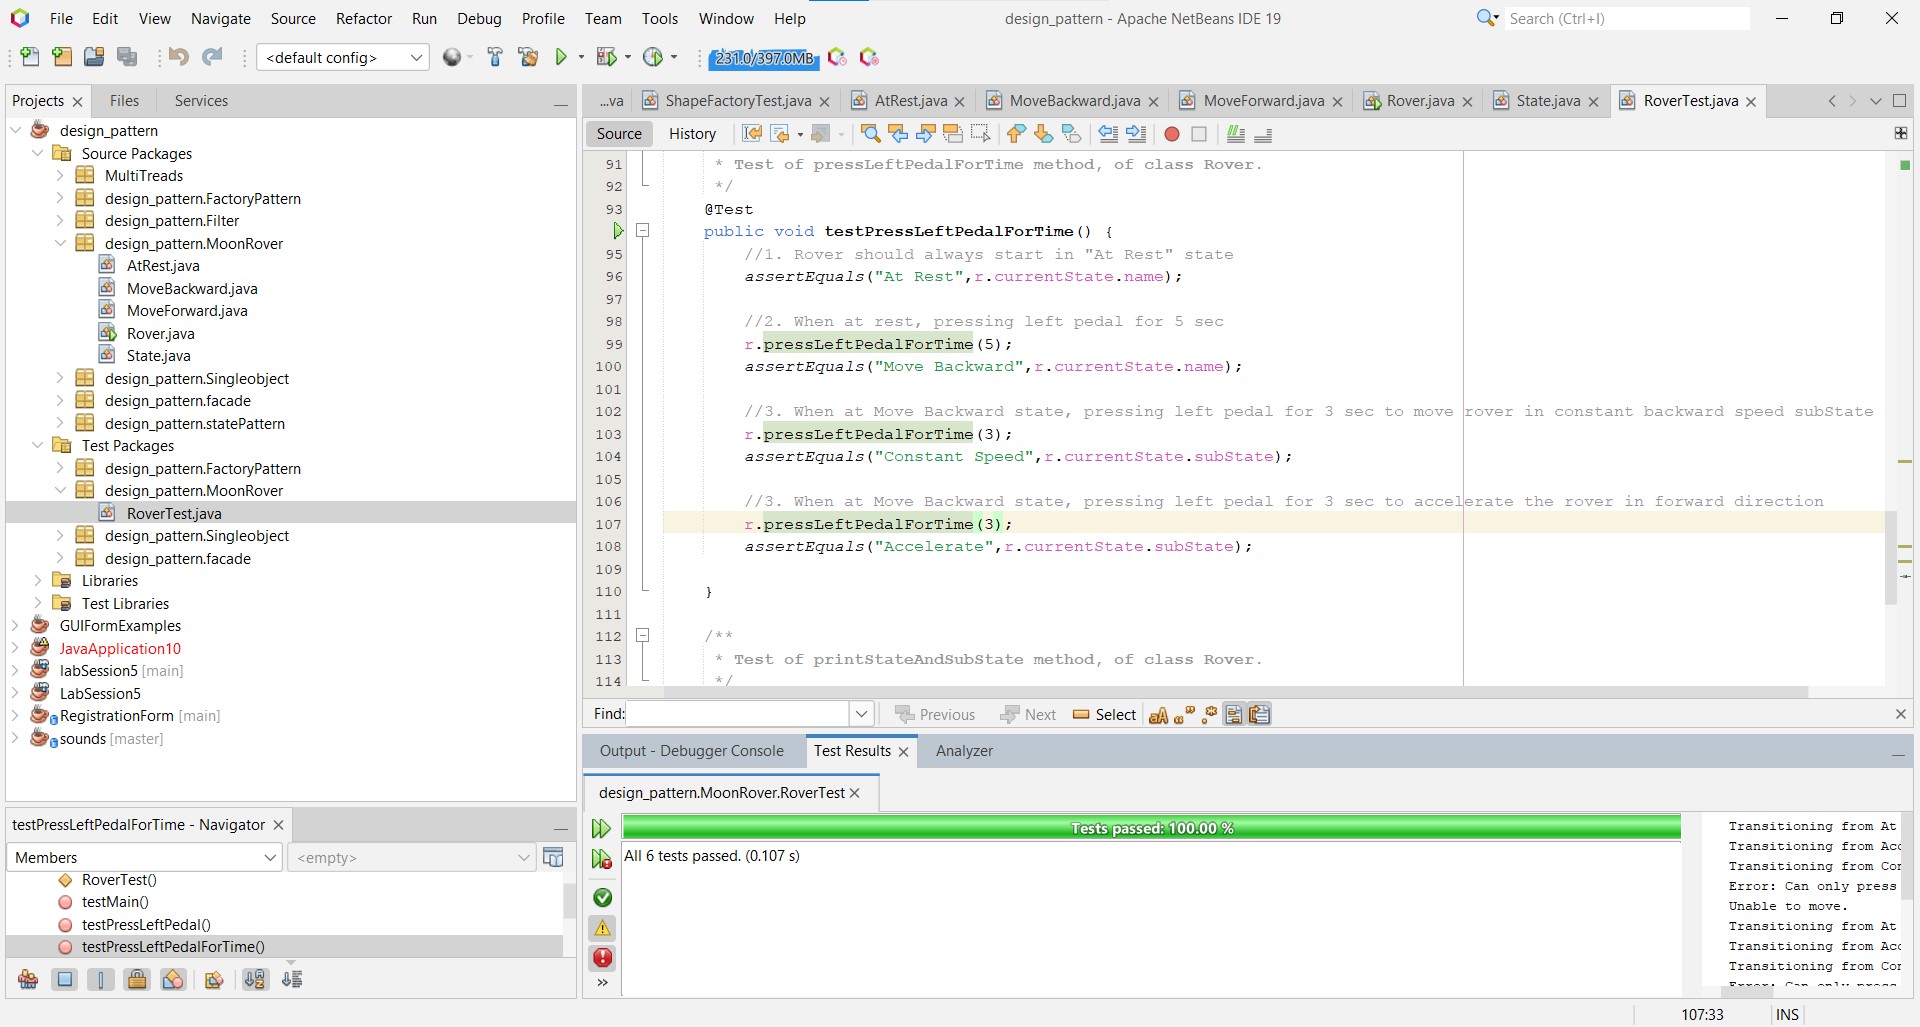 File Edit View Navigate Source Refactor Run Debug Profile Team Tools Window Help
design_pattern - Apache NetBeans IDE 19
Search (Ctrl+I)
<default config>
231.0/397.0MB
Projects Files Services
design_pattern
Source Packages
MultiTreads
design_pattern.FactoryPattern
design_pattern.Filter
design_pattern.MoonRover
AtRest.java
MoveBackward.java
MoveForward.java
Rover.java
State.java
design_pattern.Singleobject
design_pattern.facade
design_pattern.statePattern
Test Packages
design_pattern.FactoryPattern
design_pattern.MoonRover
RoverTest.java
design_pattern.Singleobject
design_pattern.facade
Libraries
Test Libraries
GUIFormExamples
JavaApplication10
labSession5 [main]
LabSession5
RegistrationForm [main]
sounds [master]
testPressLeftPedalForTime - Navigator
Members
<empty>
RoverTest()
testMain()
testPressLeftPedal()
testPressLeftPedalForTime()
...va ShapeFactoryTest.java AtRest.java MoveBackward.java MoveForward.java Rover.java State.java RoverTest.java
Source History
91 * Test of pressLeftPedalForTime method, of class Rover.
92 */
93 @Test
public void testPressLeftPedalForTime() {
95 //1. Rover should always start in "At Rest" state
96 assertEquals("At Rest",r.currentState.name);
97
98 //2. When at rest, pressing left pedal for 5 sec
99 r.pressLeftPedalForTime(5);
100 assertEquals("Move Backward",r.currentState.name);
101
102 //3. When at Move Backward state, pressing left pedal for 3 sec to move rover in constant backward speed subState
103 r.pressLeftPedalForTime(3);
104 assertEquals("Constant Speed",r.currentState.subState);
105
106 //3. When at Move Backward state, pressing left pedal for 3 sec to accelerate the rover in forward direction
107 r.pressLeftPedalForTime(3);
108 assertEquals("Accelerate",r.currentState.subState);
109
110 }
111
112 /**
113 * Test of printStateAndSubState method, of class Rover.
114 */
Find: Previous Next Select
Output - Debugger Console Test Results Analyzer
design_pattern.MoonRover.RoverTest
Tests passed: 100.00 %
All 6 tests passed. (0.107 s)
Transitioning from At
Transitioning from Acc
Transitioning from Con
Error: Can only press
Unable to move.
Transitioning from At
Transitioning from Acc
Transitioning from Con
Error: Can only press
107:33 INS